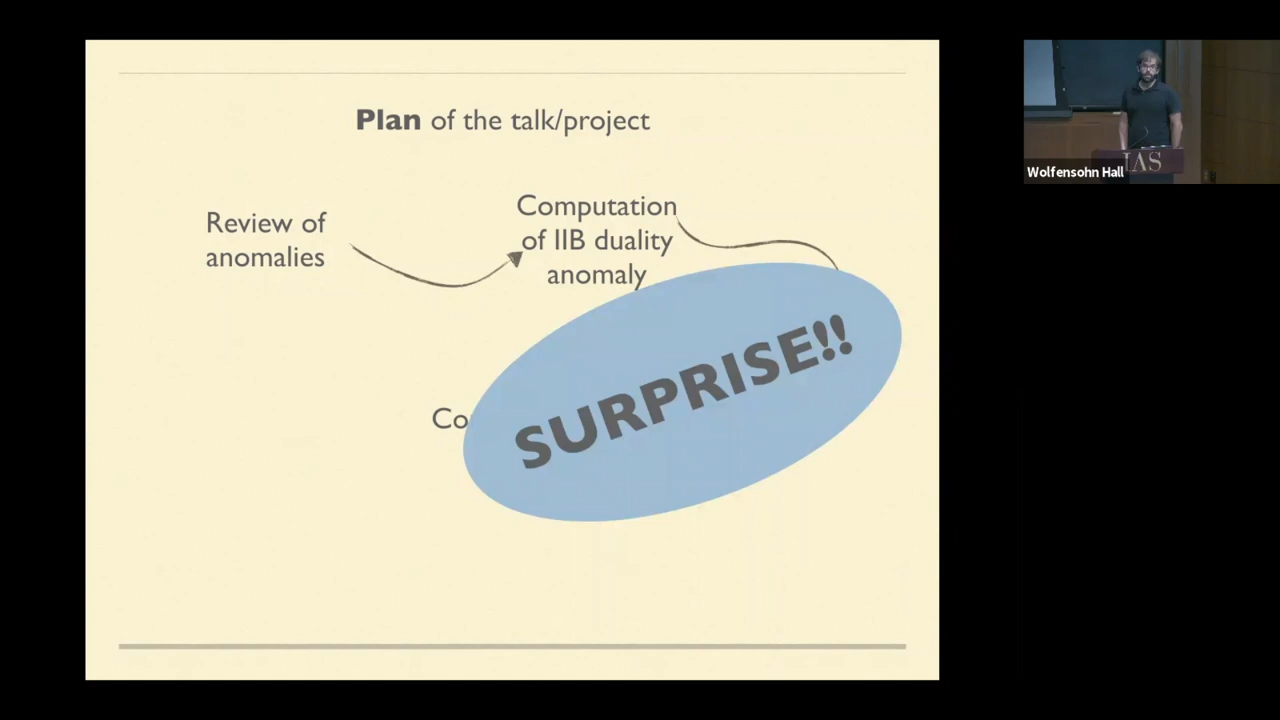 Plan of the talk/project
Review of
anomalies
Computation
of IIB duality
anomaly
SURPRISE!!
Co
IAS
Wolfensohn Hall